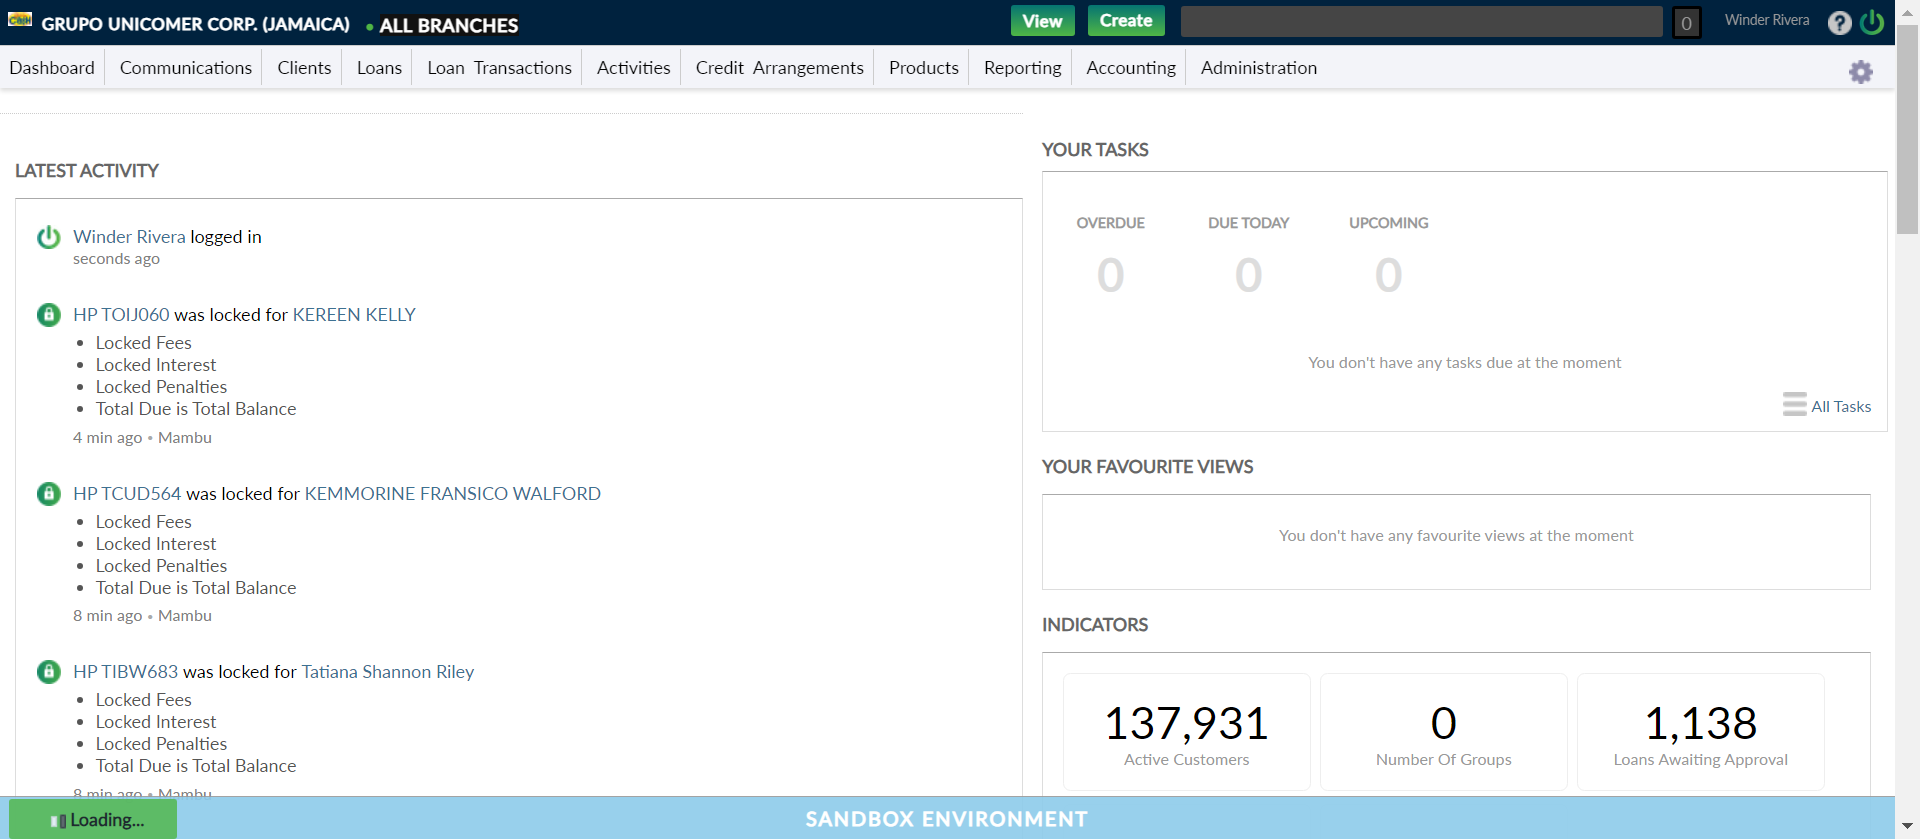 Cash
GRUPO UNICOMER CORP. (JAMAICA) • ALL BRANCHES
View
Create
0
Winder Rivera
?
Dashboard
Communications
Clients
Loans
Loan Transactions
Activities
Credit Arrangements
Products
Reporting
Accounting
Administration
LATEST ACTIVITY
Winder Rivera logged in
seconds ago
HP TOIJ060 was locked for KEREEN KELLY
• Locked Fees
• Locked Interest
• Locked Penalties
• Total Due is Total Balance
4 min ago • Mambu
HP TCUD564 was locked for KEMMORINE FRANSICO WALFORD
• Locked Fees
• Locked Interest
• Locked Penalties
• Total Due is Total Balance
8 min ago • Mambu
HP TIBW683 was locked for Tatiana Shannon Riley
• Locked Fees
• Locked Interest
• Locked Penalties
• Total Due is Total Balance
8 min ago • Mambu
YOUR TASKS
OVERDUE DUE TODAY UPCOMING
0 0 0
You don't have any tasks due at the moment
All Tasks
YOUR FAVOURITE VIEWS
You don't have any favourite views at the moment
INDICATORS
137,931 0 1,138
Active Customers Number Of Groups Loans Awaiting Approval
Loading...
SANDBOX ENVIRONMENT